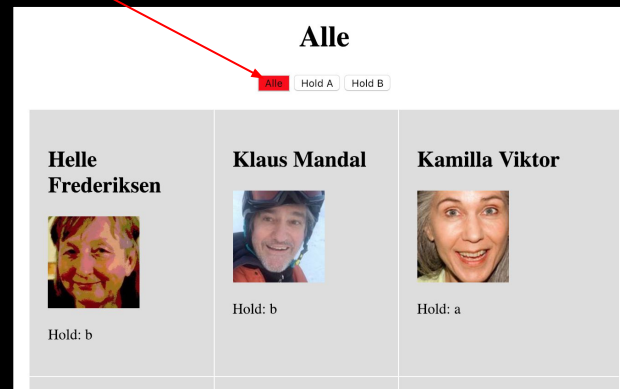 Alle
Alle Hold A Hold B
Helle
Frederiksen
Klaus Mandal
Kamilla Viktor
Hold: b
Hold: b
Hold: a